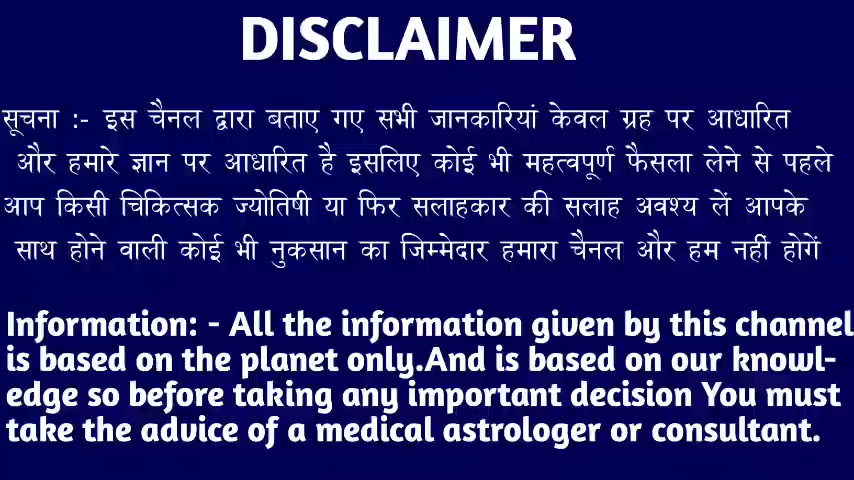 DISCLAIMER
सूचना :- इस चैनल द्वारा बताए गए सभी जानकारियां केवल ग्रह पर आधारित
और हमारे ज्ञान पर आधारित है इसलिए कोई भी महत्वपूर्ण फैसला लेने से पहले
आप किसी चिकित्सक ज्योतिषी या फिर सलाहकार की सलाह अवश्य लें आपके
साथ होने वाली कोई भी नुकसान का जिम्मेदार हमारा चैनल और हम नहीं होगें
Information: - All the information given by this channel
is based on the planet only.And is based on our knowl-
edge so before taking any important decision You must
take the advice of a medical astrologer or consultant.